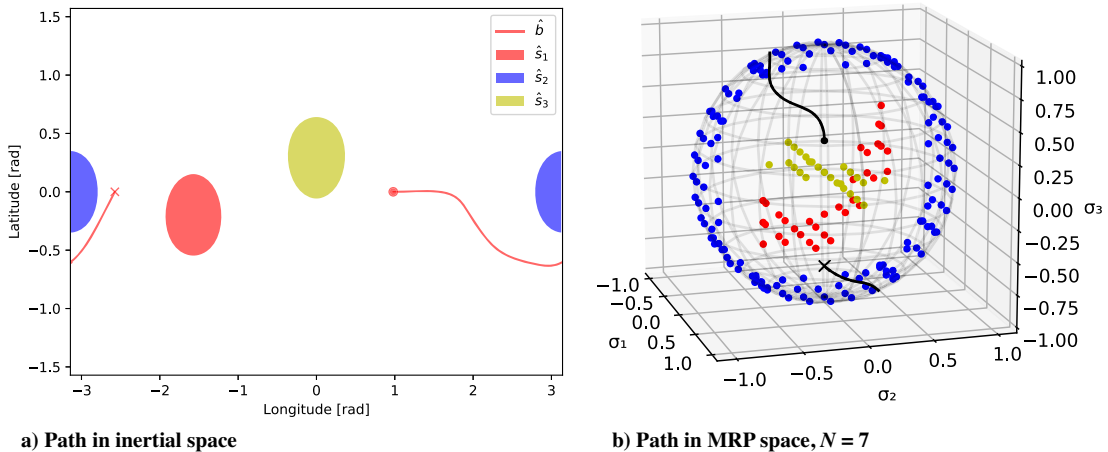 1.5
1.0
0.5
0.0
−0.5
−1.0
−1.5
Latitude [rad]
−3 −2 −1 0 1 2 3
Longitude [rad]
b̂
ŝ₁
ŝ₂
ŝ₃
a) Path in inertial space
1.00
0.75
0.50
0.25
0.00
−0.25
−0.50
−0.75
−1.00
σ₃
−1.0
−0.5
0.0
0.5
1.0
σ₁
−1.0 −0.5 0.0 0.5 1.0
σ₂
b) Path in MRP space, N = 7